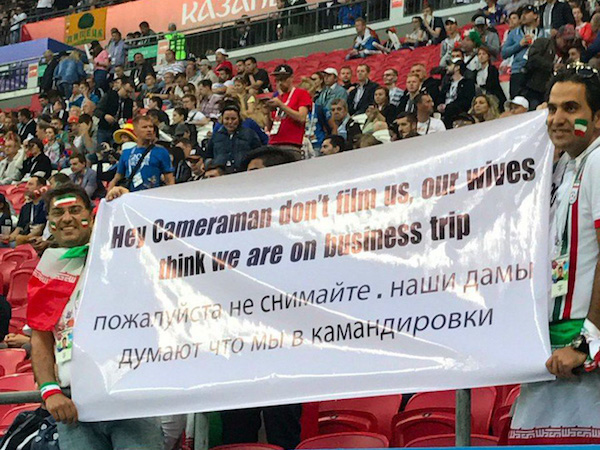 КАЗАНЬ
ЛИПЕЦК
Hey Cameraman don't film us, our wives
think we are on business trip
пожалуйста не снимайте . наши дамы
думают что мы в камандировки